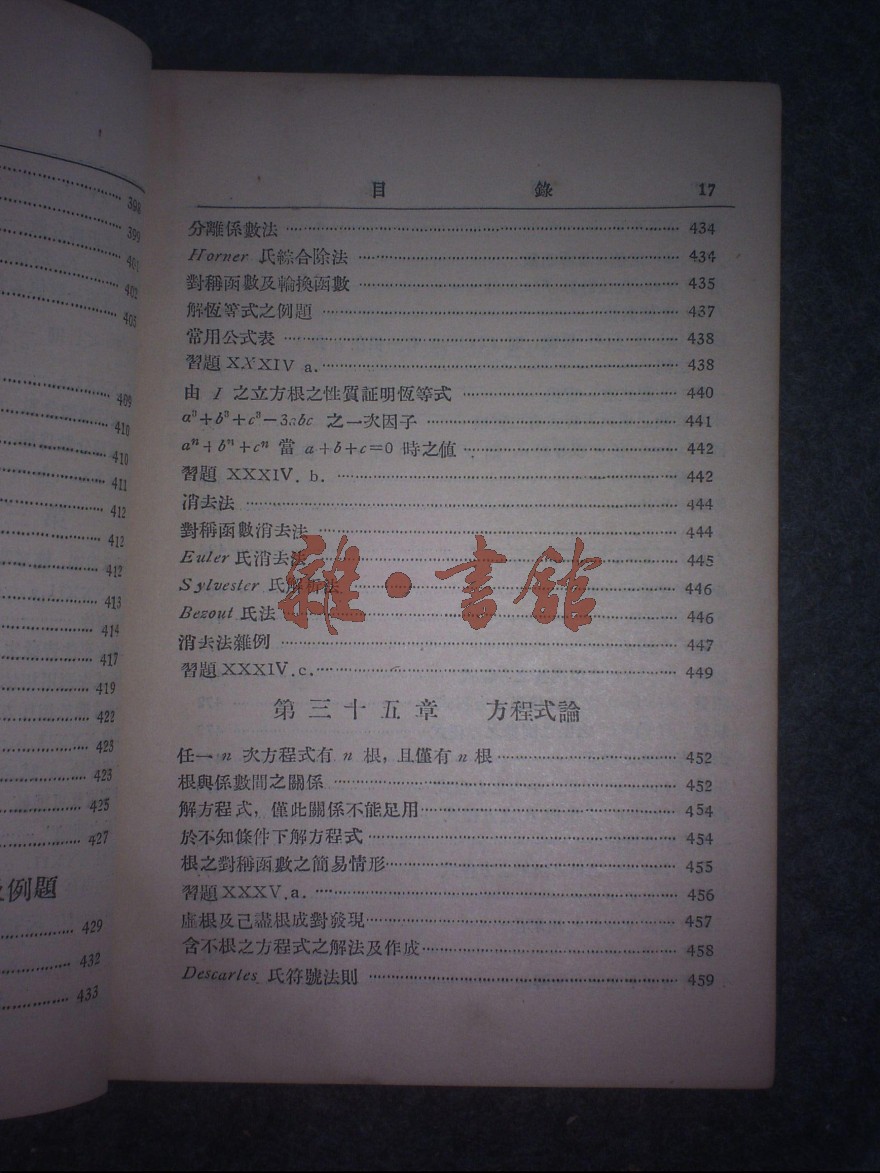 398
399
401
402
405
409
410
410
411
412
412
412
413
414
417
419
422
423
423
425
427
及例題
429
432
433
目 錄 17
分離係數法 434
Horner 氏綜合除法 434
對稱函數及輪換函數 435
解恆等式之例題 437
常用公式表 438
習題 XXXIV a. 438
由 1 之立方根之性質証明恆等式 440
a³+b³+c³−3abc 之一次因子 441
aⁿ+bⁿ+cⁿ 當 a+b+c=0 時之値 442
習題 XXXIV. b. 442
消去法 444
對稱函數消去法 444
Euler 氏消去法 445
Sylvester 氏解析法 446
Bezout 氏法 446
消去法雜例 447
習題 XXXIV.c. 449
第三十五章 方程式論
任一 n 次方程式有 n 根，且僅有 n 根 452
根與係數間之關係 452
解方程式，僅此關係不能足用 454
於不知條件下解方程式 454
根之對稱函數之簡易情形 455
習題 XXXV.a. 456
虛根及己盡根成對發現 457
含不根之方程式之解法及作成 458
Descartes 氏符號法則 459
雜·書館